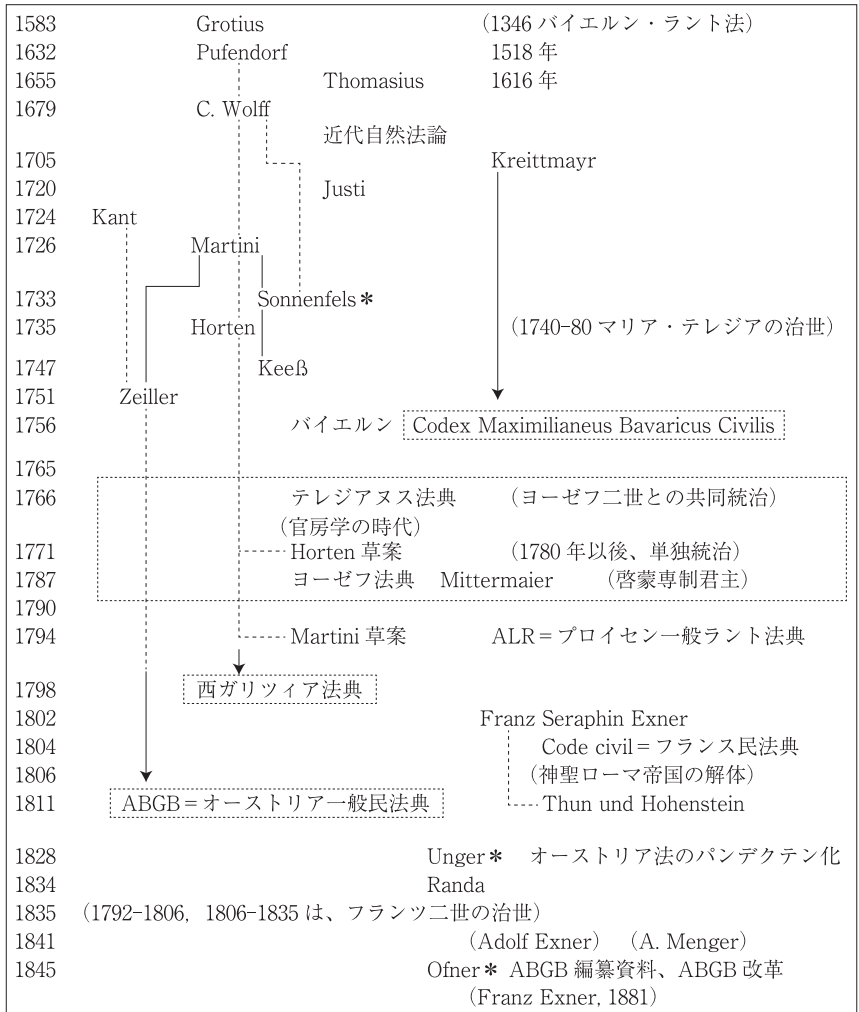 1583 Grotius （1346 バイエルン・ラント法）
1632 Pufendorf 1518 年
1655 Thomasius 1616 年
1679 C. Wolff
近代自然法論
1705 Kreittmayr
1720 Justi
1724 Kant
1726 Martini
1733 Sonnenfels＊
1735 Horten （1740-80 マリア・テレジアの治世）
1747 Keeß
1751 Zeiller
1756 バイエルン Codex Maximilianeus Bavaricus Civilis
1765
1766 テレジアヌス法典 （ヨーゼフ二世との共同統治）
（官房学の時代）
1771 Horten 草案 （1780 年以後、単独統治）
1787 ヨーゼフ法典 Mittermaier （啓蒙専制君主）
1790
1794 Martini 草案 ALR＝プロイセン一般ラント法典
1798 西ガリツィア法典
1802 Franz Seraphin Exner
1804 Code civil＝フランス民法典
1806 （神聖ローマ帝国の解体）
1811 ABGB＝オーストリア一般民法典 Thun und Hohenstein
1828 Unger＊ オーストリア法のパンデクテン化
1834 Randa
1835 （1792-1806, 1806-1835 は、フランツ二世の治世）
1841 （Adolf Exner） （A. Menger）
1845 Ofner＊ ABGB 編纂資料、ABGB 改革
（Franz Exner, 1881）